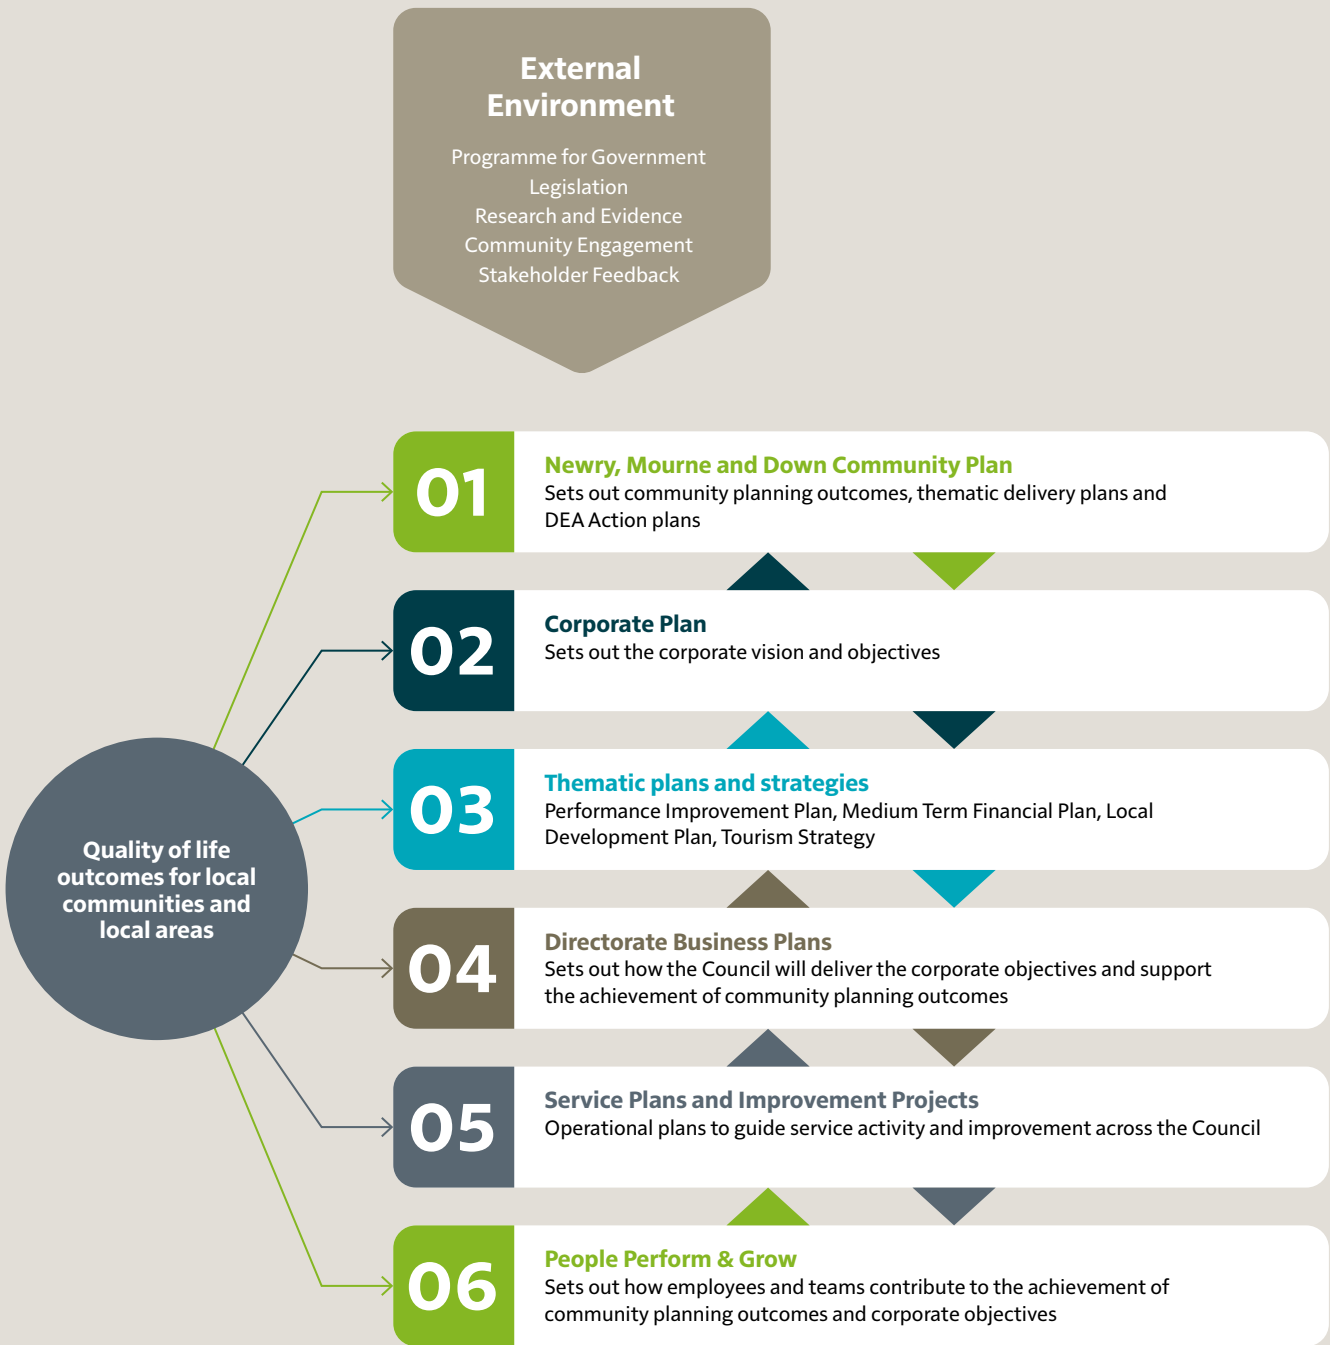 External
Environment
Programme for Government
Legislation
Research and Evidence
Community Engagement
Stakeholder Feedback
01
Newry, Mourne and Down Community Plan
Sets out community planning outcomes, thematic delivery plans and
DEA Action plans
02
Corporate Plan
Sets out the corporate vision and objectives
03
Thematic plans and strategies
Performance Improvement Plan, Medium Term Financial Plan, Local
Development Plan, Tourism Strategy
Quality of life
outcomes for local
communities and
local areas
04
Directorate Business Plans
Sets out how the Council will deliver the corporate objectives and support
the achievement of community planning outcomes
05
Service Plans and Improvement Projects
Operational plans to guide service activity and improvement across the Council
06
People Perform & Grow
Sets out how employees and teams contribute to the achievement of
community planning outcomes and corporate objectives